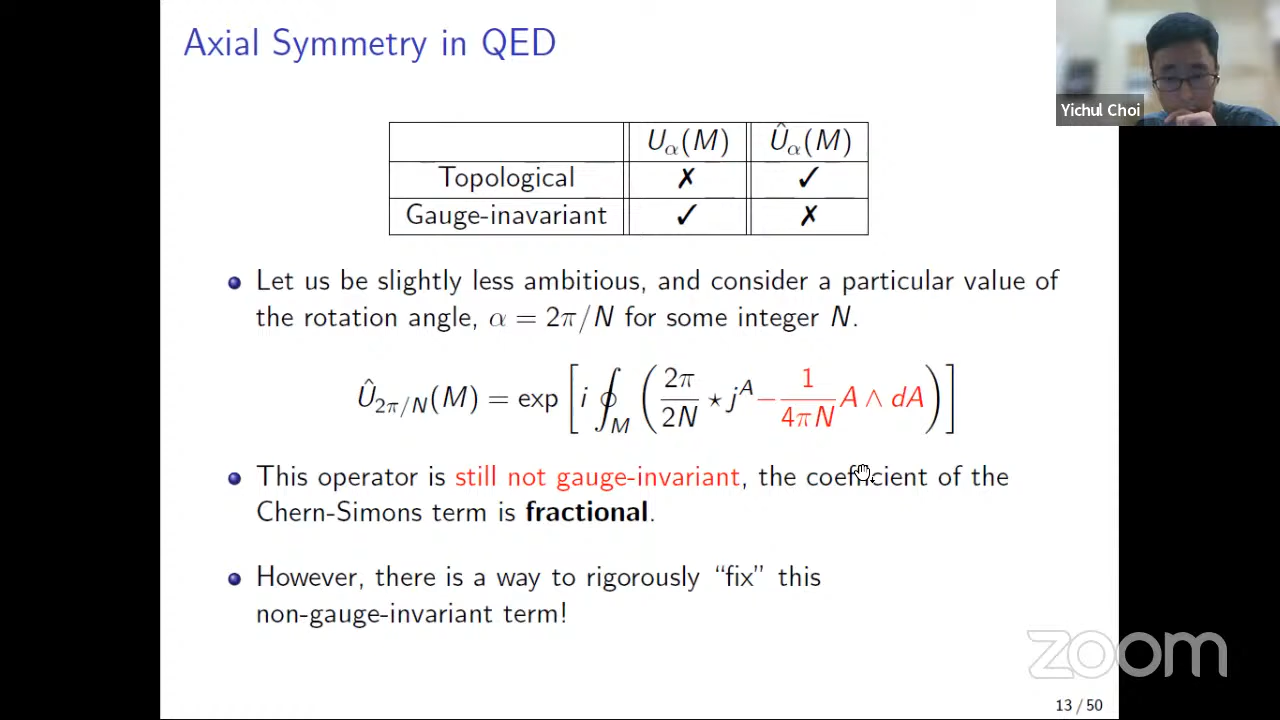 Axial Symmetry in QED
Yichul Choi
U_α(M) Û_α(M)
Topological ✗ ✓
Gauge-inavariant ✓ ✗
Let us be slightly less ambitious, and consider a particular value of
the rotation angle, α = 2π/N for some integer N.
Û_{2π/N}(M) = exp [ i ∮_M ( 2π/2N ⋆ j^A − 1/4πN A ∧ dA ) ]
This operator is still not gauge-invariant, the coefficient of the
Chern-Simons term is fractional.
However, there is a way to rigorously “fix” this
non-gauge-invariant term!
zoom
13 / 50